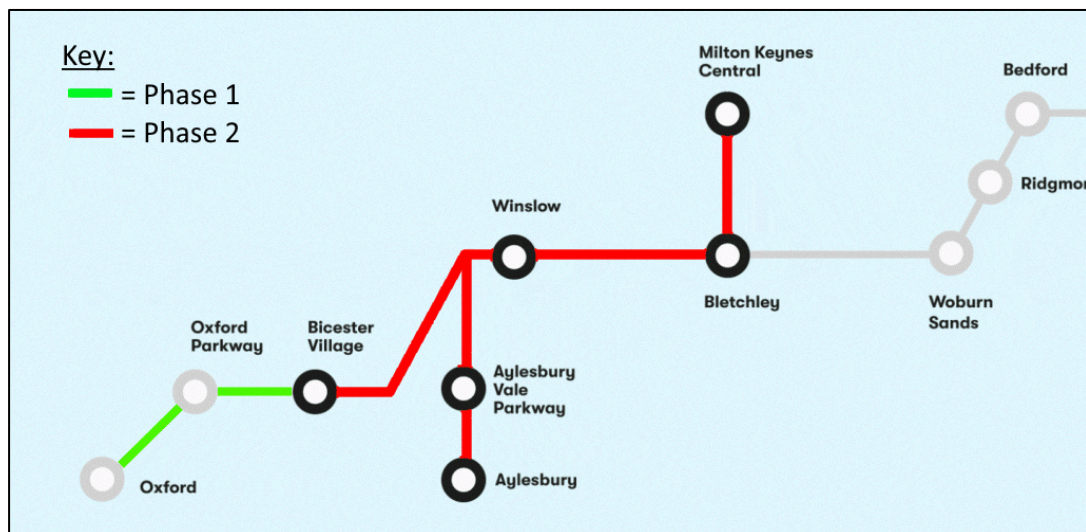 Key:
= Phase 1
= Phase 2
Milton Keynes
Central
Bedford
Ridgmon
Winslow
Bletchley
Woburn
Sands
Oxford
Parkway
Bicester
Village
Aylesbury
Vale
Parkway
Oxford
Aylesbury